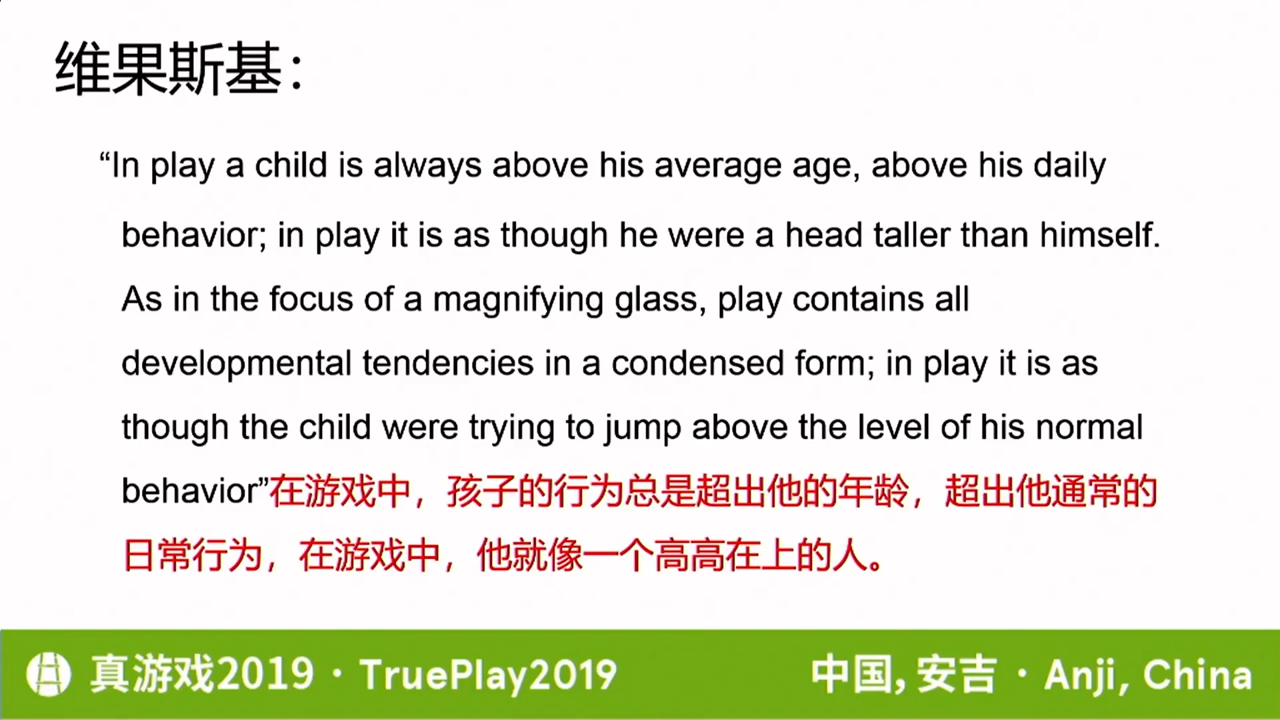 维果斯基：
“In play a child is always above his average age, above his daily
behavior; in play it is as though he were a head taller than himself.
As in the focus of a magnifying glass, play contains all
developmental tendencies in a condensed form; in play it is as
though the child were trying to jump above the level of his normal
behavior”在游戏中，孩子的行为总是超出他的年龄，超出他通常的
日常行为，在游戏中，他就像一个高高在上的人。
真游戏2019 · TruePlay2019
中国，安吉 · Anji, China